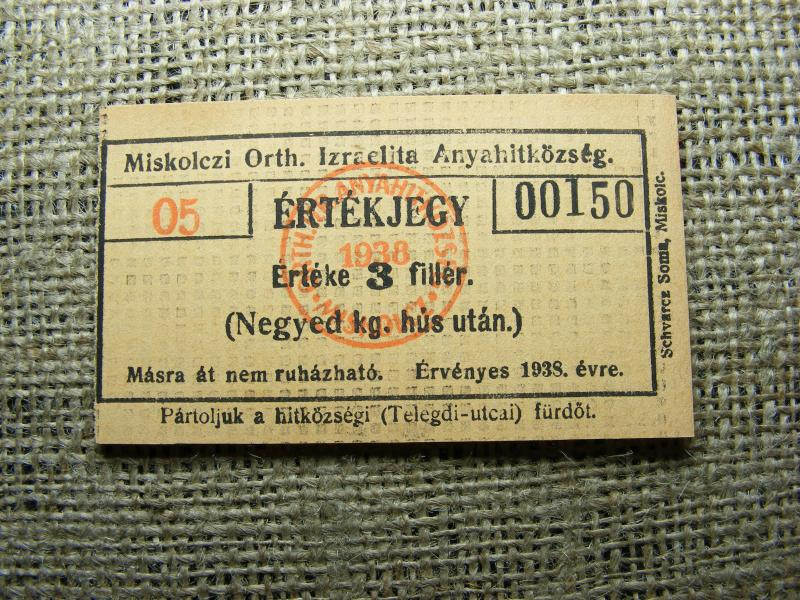 Miskolczi Orth. Izraelita Anyahitközség.
05
ÉRTÉKJEGY
00150
1938
Értéke 3 fillér.
(Negyed kg. hús után.)
Másra át nem ruházható. Érvényes 1938. évre.
Pártoljuk a hitközségi (Telegdi-utcai) fürdőt.
Schvarcz Soma, Miskolc.